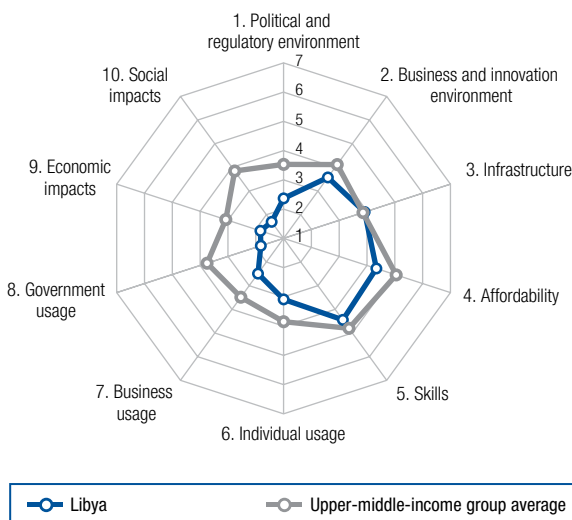 1. Political and
regulatory environment
2. Business and innovation
environment
3. Infrastructure
4. Affordability
5. Skills
6. Individual usage
7. Business
usage
8. Government
usage
9. Economic
impacts
10. Social
impacts
7
6
5
4
3
2
1
Libya
Upper-middle-income group average